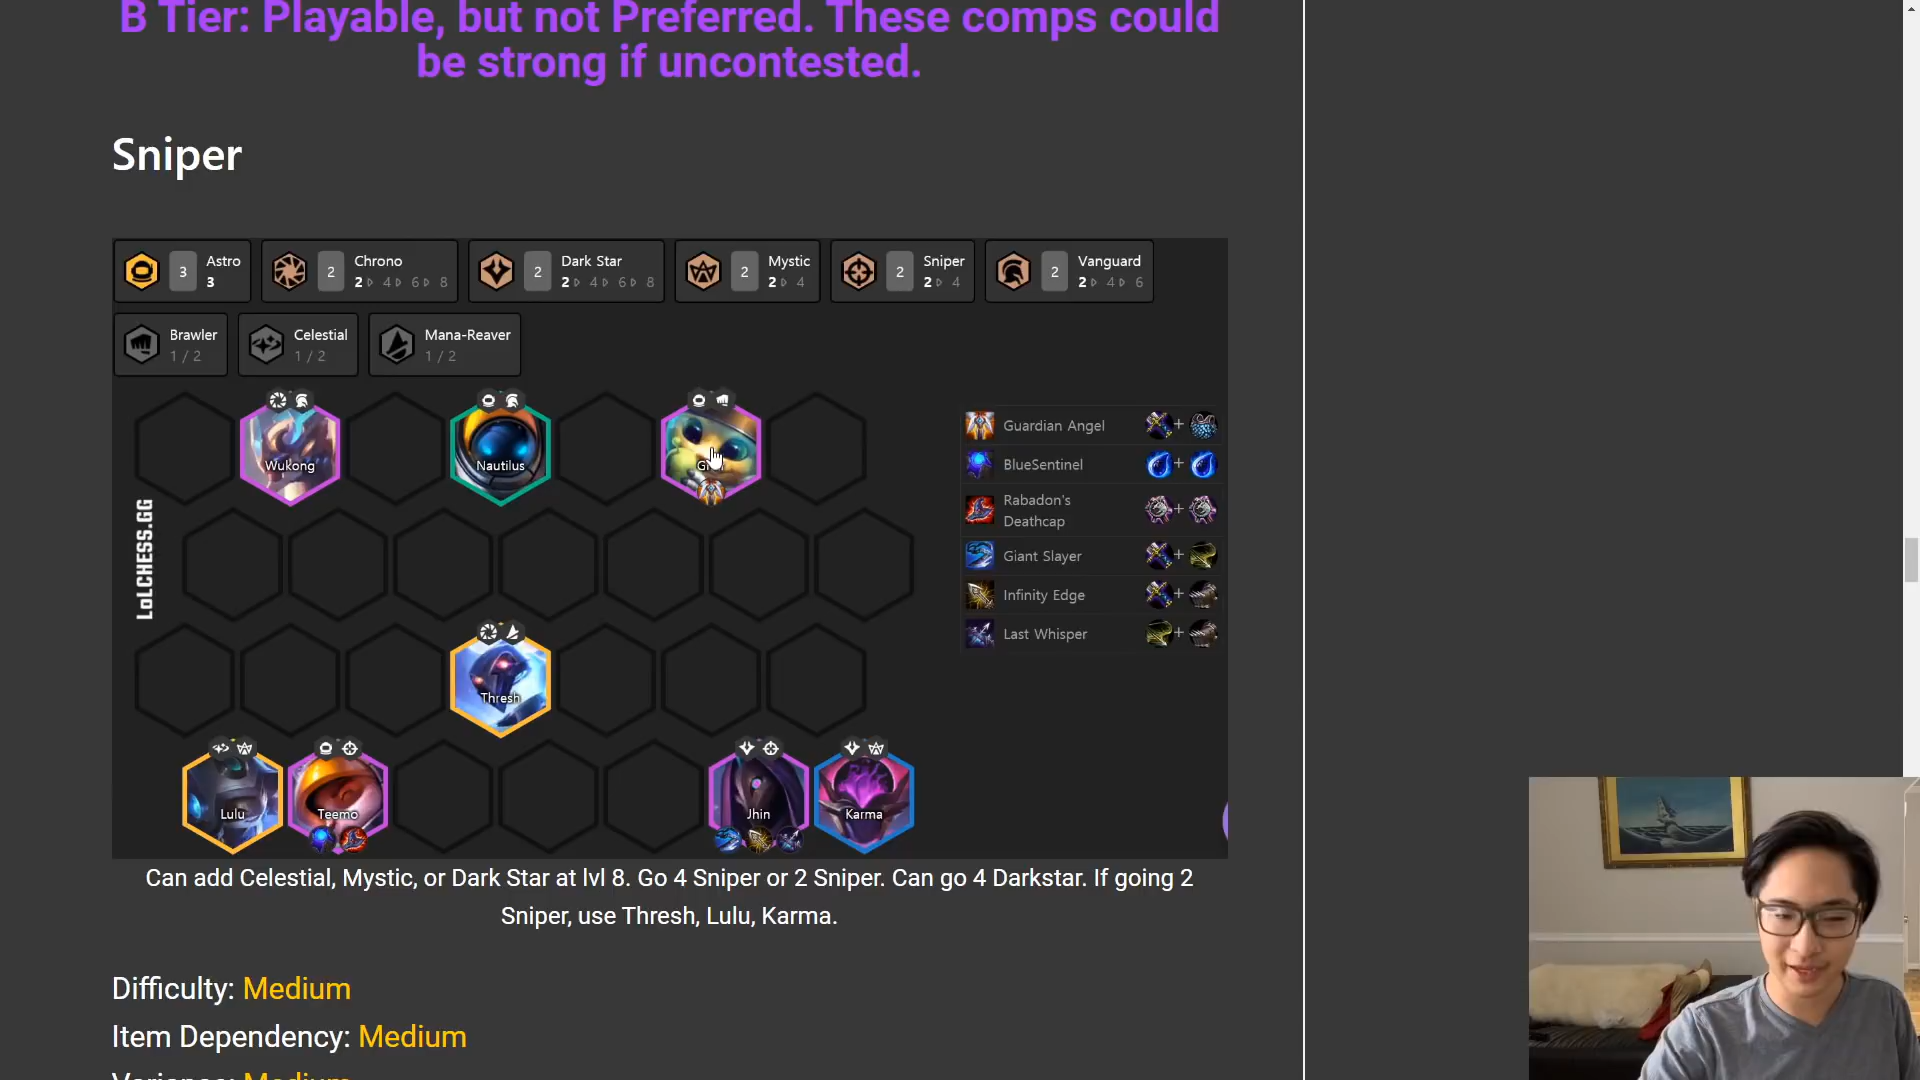 B Tier: Playable, but not Preferred. These comps could
be strong if uncontested.
Sniper
3 Astro 3
2 Chrono 2 4 6 8
2 Dark Star 2 4 6 8
2 Mystic 2 4
2 Sniper 2 4
2 Vanguard 2 4 6
Brawler 1 / 2
Celestial 1 / 2
Mana-Reaver 1 / 2
Wukong
Nautilus
LoLCHESS.GG
Thresh
Lulu
Teemo
Jhin
Karma
Guardian Angel +
BlueSentinel +
Rabadon's
Deathcap +
Giant Slayer +
Infinity Edge +
Last Whisper +
Can add Celestial, Mystic, or Dark Star at lvl 8. Go 4 Sniper or 2 Sniper. Can go 4 Darkstar. If going 2
Sniper, use Thresh, Lulu, Karma.
Difficulty: Medium
Item Dependency: Medium